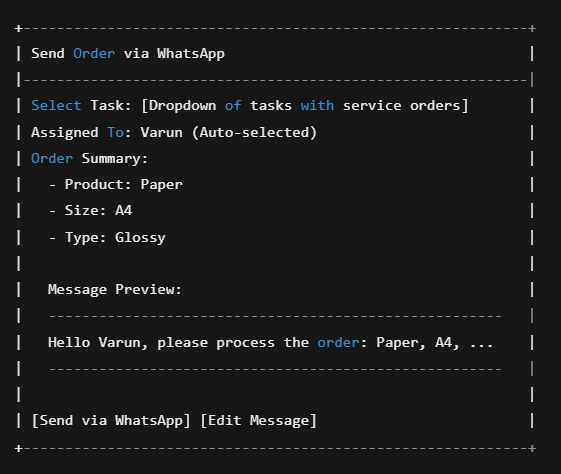 +------------------------------------------------------------+
| Send Order via WhatsApp |
|------------------------------------------------------------|
| Select Task: [Dropdown of tasks with service orders] |
| Assigned To: Varun (Auto-selected) |
| Order Summary: |
| - Product: Paper |
| - Size: A4 |
| - Type: Glossy |
| |
| Message Preview: |
| ------------------------------------------------------ |
| Hello Varun, please process the order: Paper, A4, ... |
| ------------------------------------------------------ |
| |
| [Send via WhatsApp] [Edit Message] |
+------------------------------------------------------------+